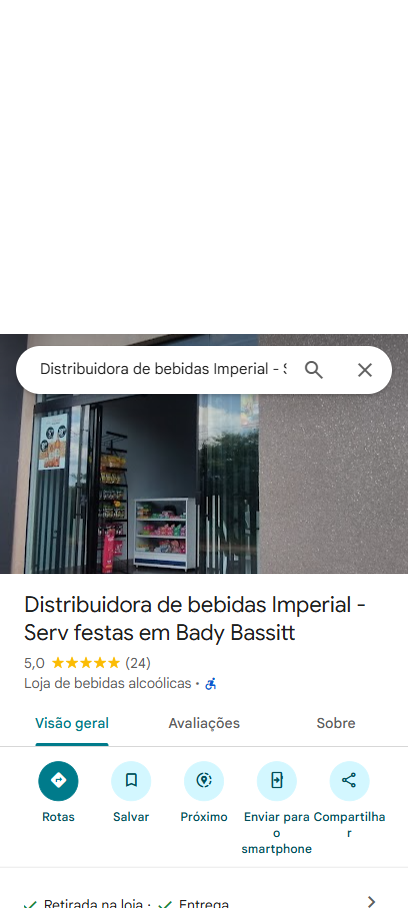 Distribuidora de bebidas Imperial - S
Distribuidora de bebidas Imperial -
Serv festas em Bady Bassitt
5,0 (24)
Loja de bebidas alcoólicas ·
Visão geral Avaliações Sobre
Rotas Salvar Próximo Enviar para o smartphone Compartilhar
Retirada na loja · Entrega